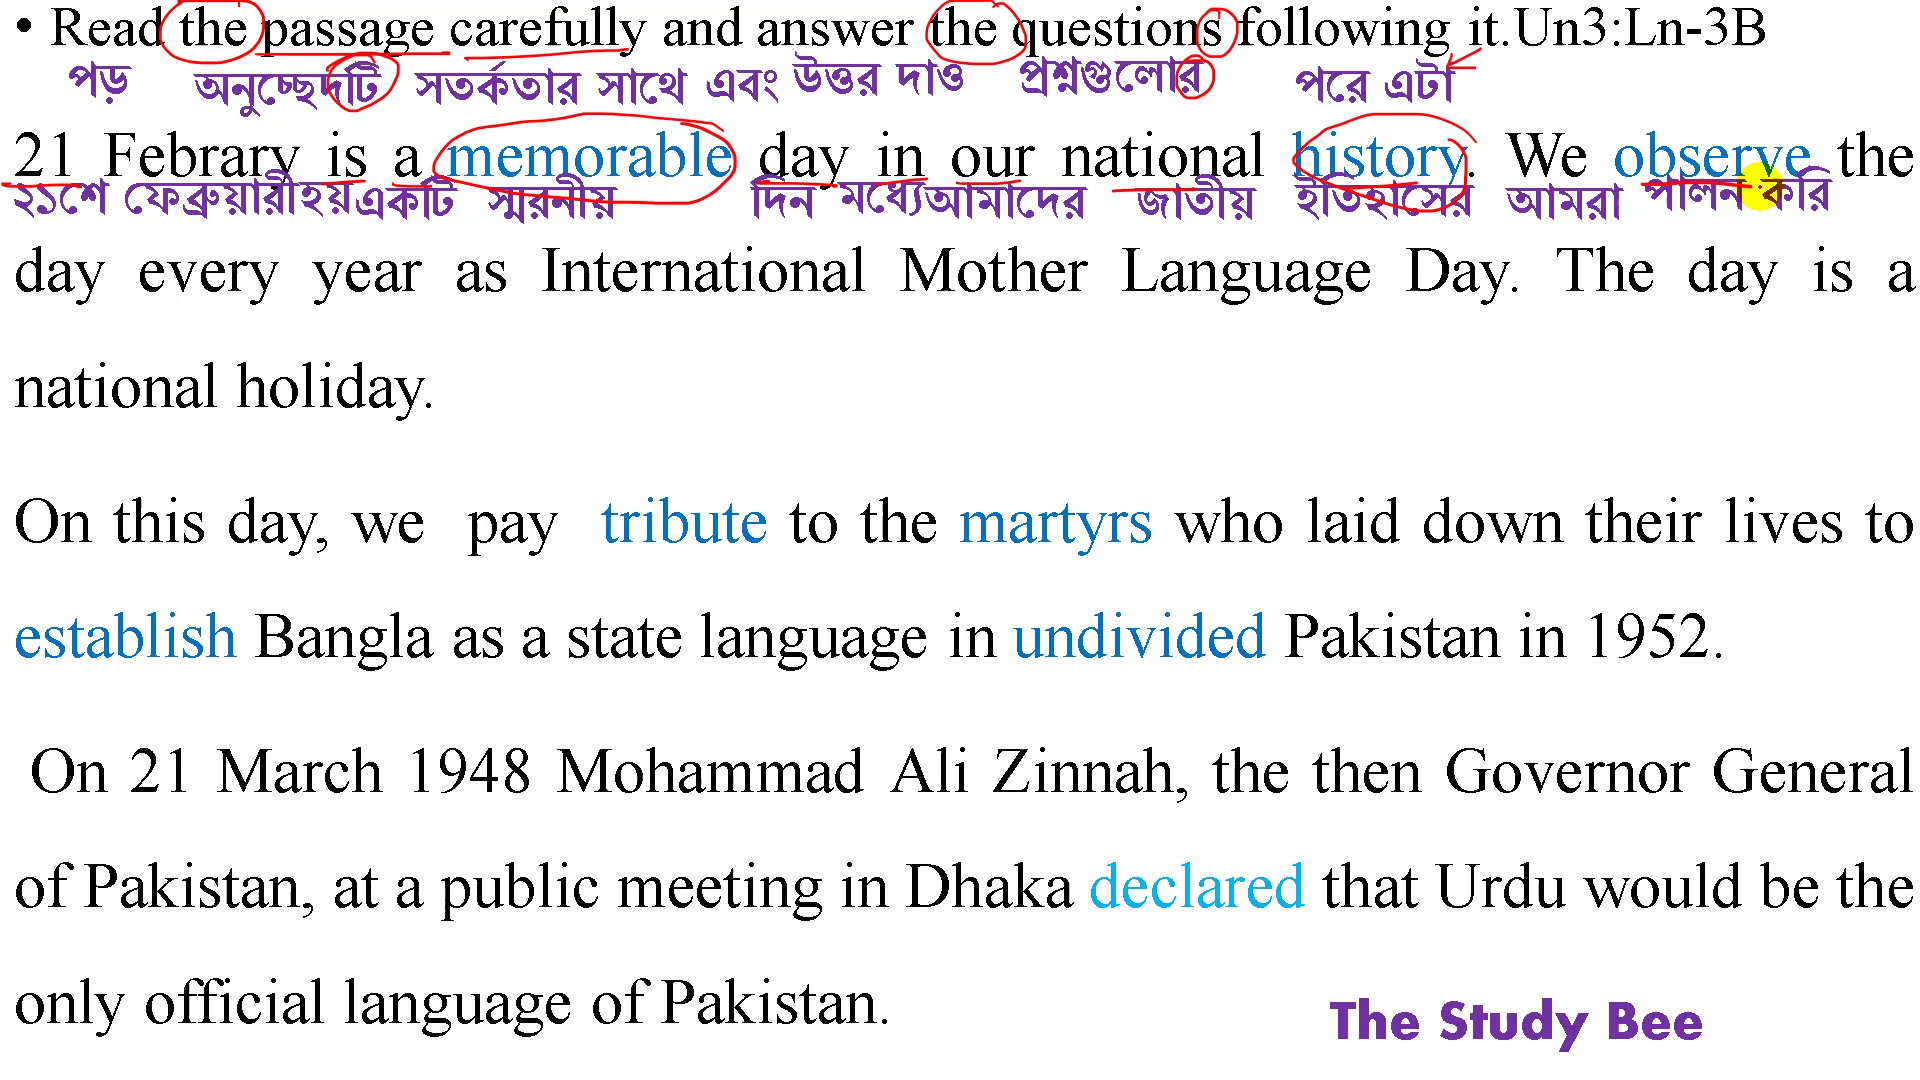 • Read the passage carefully and answer the questions following it.Un3:Ln-3B
পড় অনুচ্ছেদটি সতর্কতার সাথে এবং উত্তর দাও প্রশ্নগুলোর পরে এটা
21 Febrary is a memorable day in our national history. We observe the
২১শে ফেব্রুয়ারী হয় একটি স্মরনীয় দিন মধ্যে আমাদের জাতীয় ইতিহাসের আমরা পালন করি
day every year as International Mother Language Day. The day is a
national holiday.
On this day, we pay tribute to the martyrs who laid down their lives to
establish Bangla as a state language in undivided Pakistan in 1952.
On 21 March 1948 Mohammad Ali Zinnah, the then Governor General
of Pakistan, at a public meeting in Dhaka declared that Urdu would be the
only official language of Pakistan.
The Study Bee